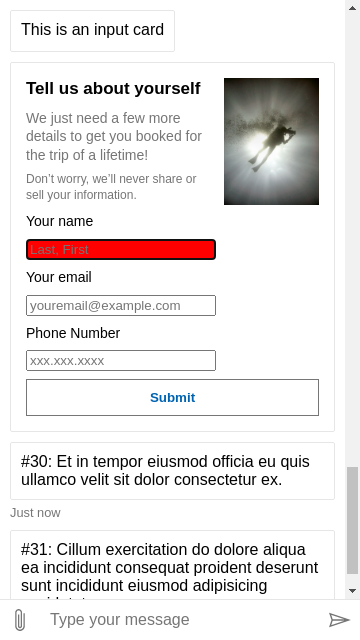 This is an input card
Tell us about yourself
We just need a few more
details to get you booked for
the trip of a lifetime!
Don't worry, we'll never share or
sell your information.
Your name
Last, First
Your email
youremail@example.com
Phone Number
xxx.xxx.xxxx
Submit
#30: Et in tempor eiusmod officia eu quis
ullamco velit sit dolor consectetur ex.
Just now
#31: Cillum exercitation do dolore aliqua
ea incididunt consequat proident deserunt
sunt incididunt eiusmod adipisicing
Type your message